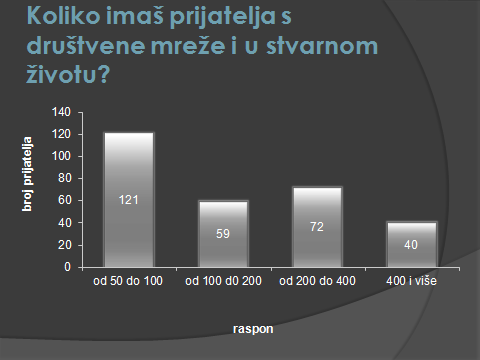 Koliko imaš prijatelja s
društvene mreže i u stvarnom
životu?
140
120
100
80
60
40
20
0
broj prijatelja
121
59
72
40
od 50 do 100
od 100 d0 200
od 200 do 400
400 i više
raspon